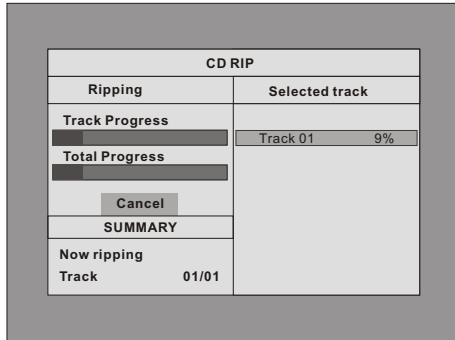 CD RIP
Ripping
Selected track
Track Progress
Track 01 9%
Total Progress
Cancel
SUMMARY
Now ripping
Track 01/01